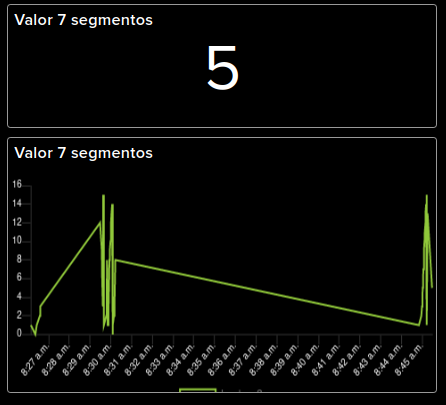 Valor 7 segmentos
5
Valor 7 segmentos
16
14
12
10
8
6
4
2
0
8:27 a.m.
8:28 a.m.
8:29 a.m.
8:30 a.m.
8:31 a.m.
8:32 a.m.
8:33 a.m.
8:34 a.m.
8:35 a.m.
8:36 a.m.
8:37 a.m.
8:38 a.m.
8:39 a.m.
8:40 a.m.
8:41 a.m.
8:42 a.m.
8:43 a.m.
8:44 a.m.
8:45 a.m.